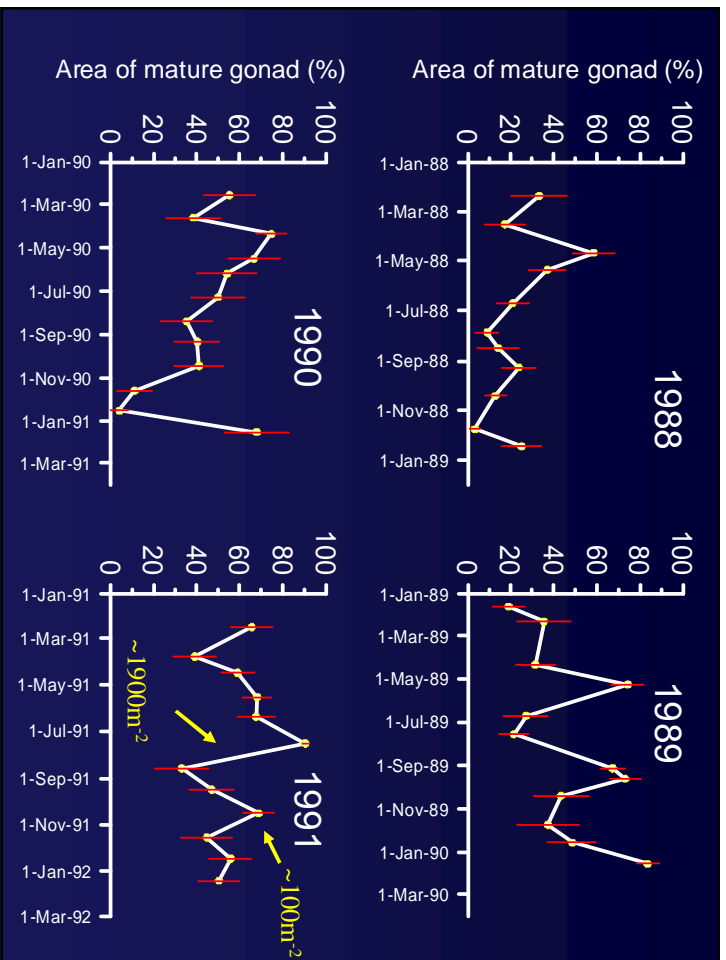 Area of mature gonad (%)
100
80
60
40
20
0
1988
1-Jan-88
1-Mar-88
1-May-88
1-Jul-88
1-Sep-88
1-Nov-88
1-Jan-89
100
80
60
40
20
0
1989
1-Jan-89
1-Mar-89
1-May-89
1-Jul-89
1-Sep-89
1-Nov-89
1-Jan-90
1-Mar-90
Area of mature gonad (%)
100
80
60
40
20
0
1990
1-Jan-90
1-Mar-90
1-May-90
1-Jul-90
1-Sep-90
1-Nov-90
1-Jan-91
1-Mar-91
100
80
60
40
20
0
1991
~1900m-2
~100m-2
1-Jan-91
1-Mar-91
1-May-91
1-Jul-91
1-Sep-91
1-Nov-91
1-Jan-92
1-Mar-92